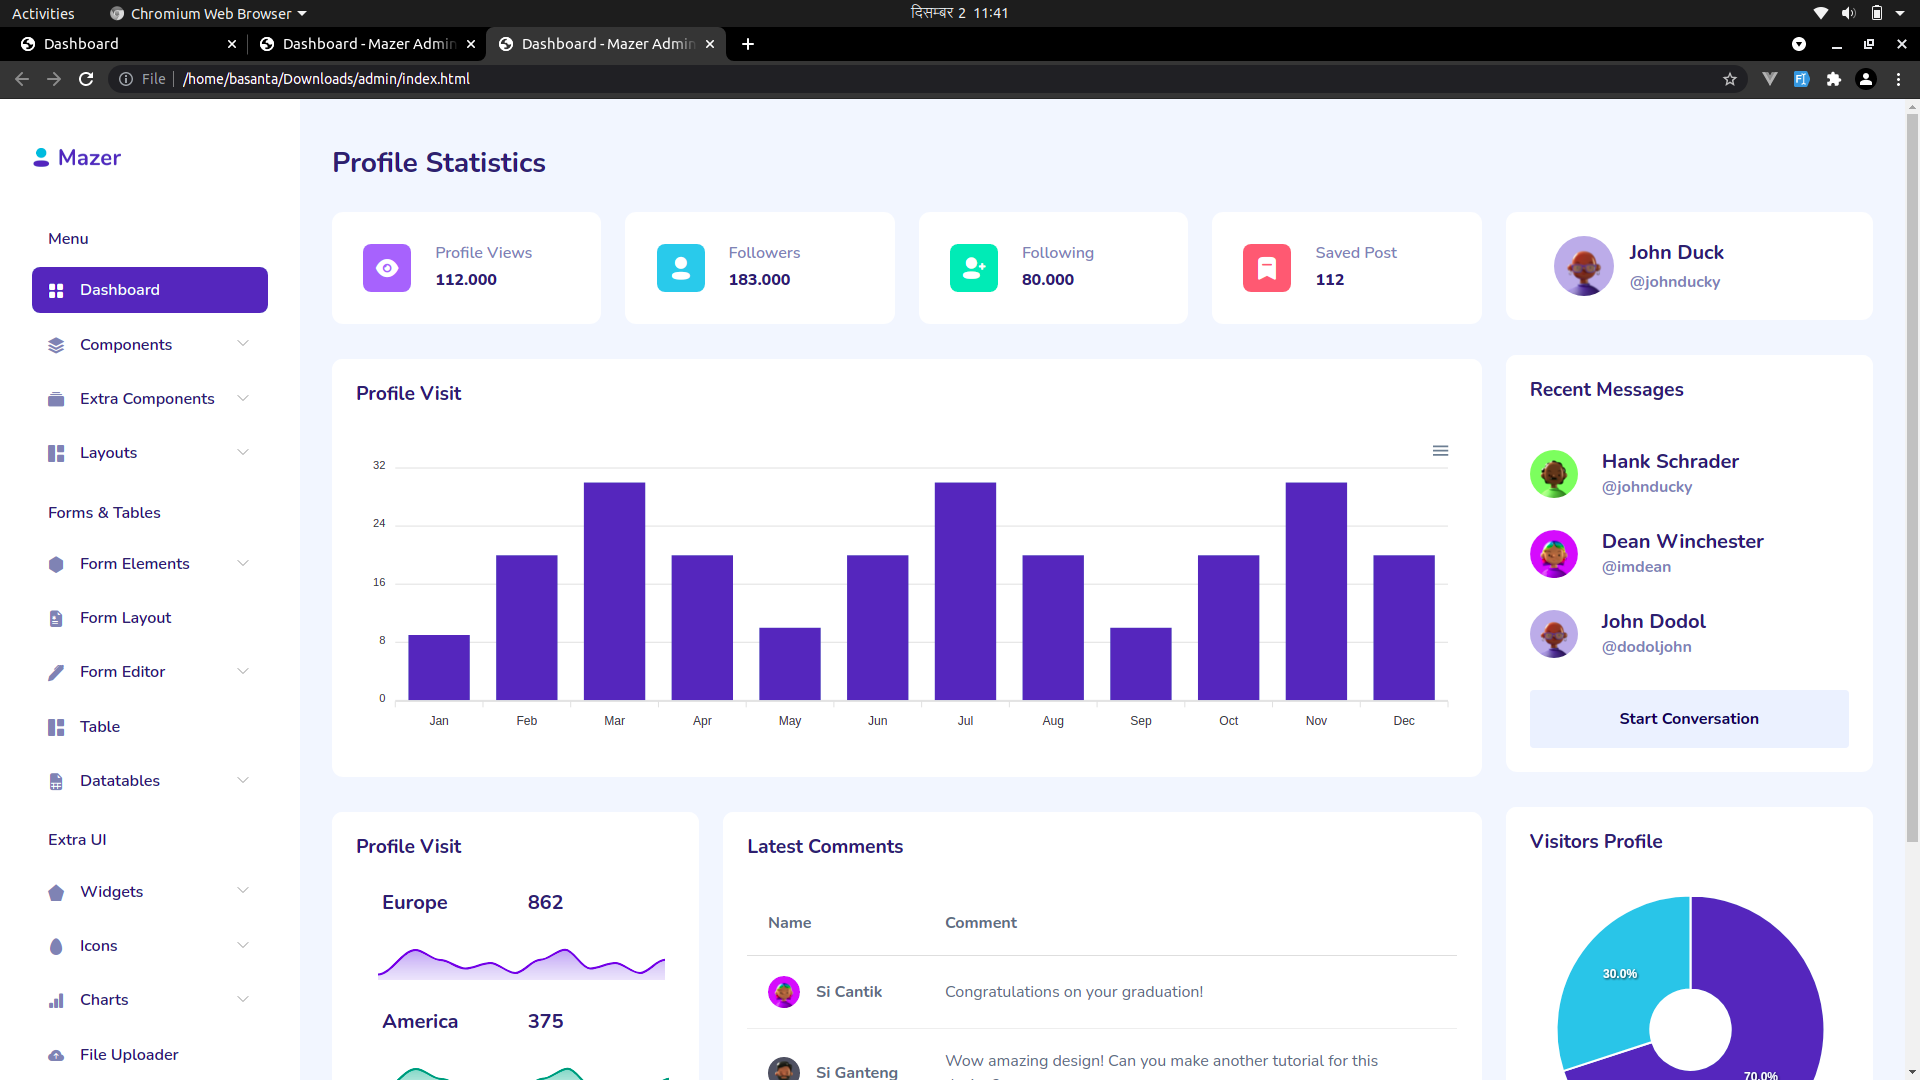 Activities
Chromium Web Browser
दिसम्बर 2 11:41
Dashboard
Dashboard - Mazer Admin
Dashboard - Mazer Admin
File
/home/basanta/Downloads/admin/index.html
Mazer
Menu
Dashboard
Components
Extra Components
Layouts
Forms & Tables
Form Elements
Form Layout
Form Editor
Table
Datatables
Extra UI
Widgets
Icons
Charts
File Uploader
Profile Statistics
Profile Views
112.000
Followers
183.000
Following
80.000
Saved Post
112
John Duck
@johnducky
Profile Visit
32
24
16
8
0
Jan Feb Mar Apr May Jun Jul Aug Sep Oct Nov Dec
Recent Messages
Hank Schrader
@johnducky
Dean Winchester
@imdean
John Dodol
@dodoljohn
Start Conversation
Profile Visit
Europe 862
America 375
Latest Comments
Name Comment
Si Cantik Congratulations on your graduation!
Wow amazing design! Can you make another tutorial for this
Si Ganteng
Visitors Profile
30.0%
70.0%